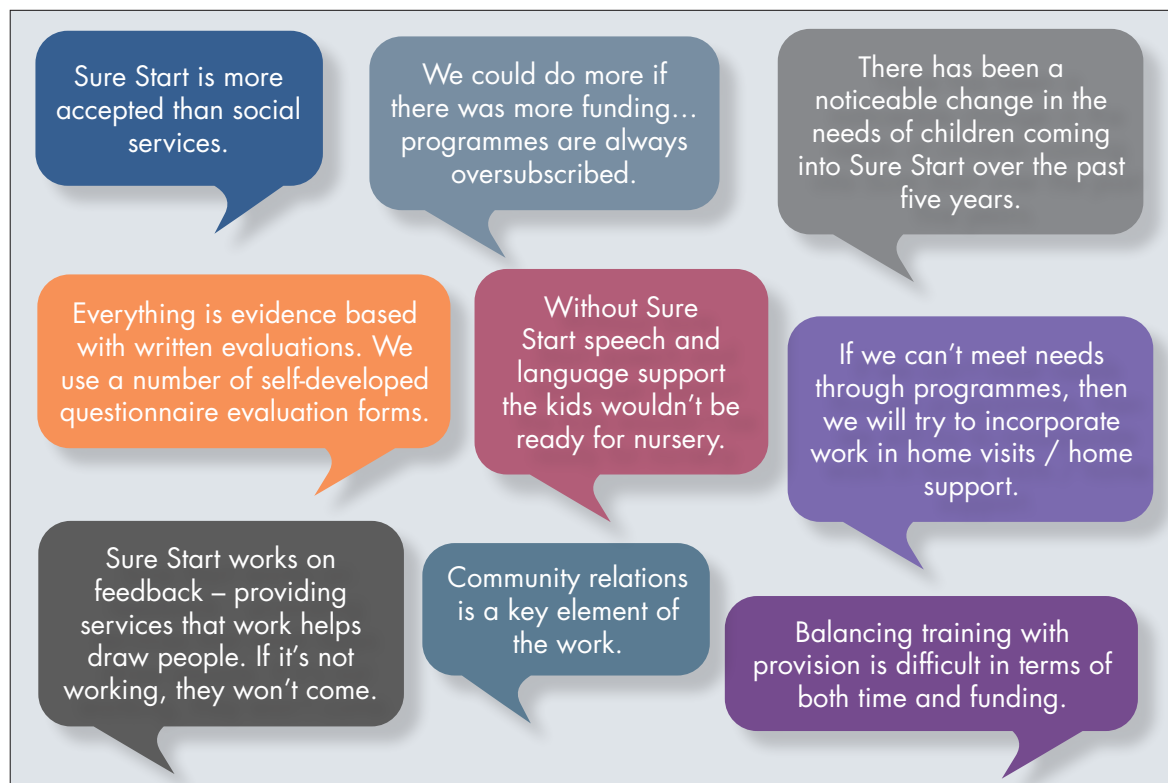 Sure Start is more
accepted than social
services.
We could do more if
there was more funding…
programmes are always
oversubscribed.
There has been a
noticeable change in the
needs of children coming
into Sure Start over the past
five years.
Everything is evidence based
with written evaluations. We
use a number of self-developed
questionnaire evaluation forms.
Without Sure
Start speech and
language support
the kids wouldn’t be
ready for nursery.
If we can’t meet needs
through programmes, then
we will try to incorporate
work in home visits / home
support.
Sure Start works on
feedback – providing
services that work helps
draw people. If it’s not
working, they won’t come.
Community relations
is a key element of
the work.
Balancing training with
provision is difficult in terms of
both time and funding.